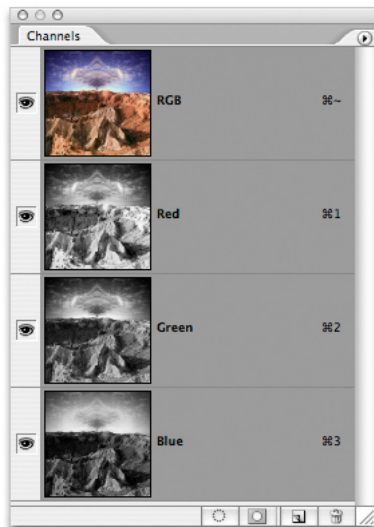 Channels
RGB ⌘~
Red ⌘1
Green ⌘2
Blue ⌘3